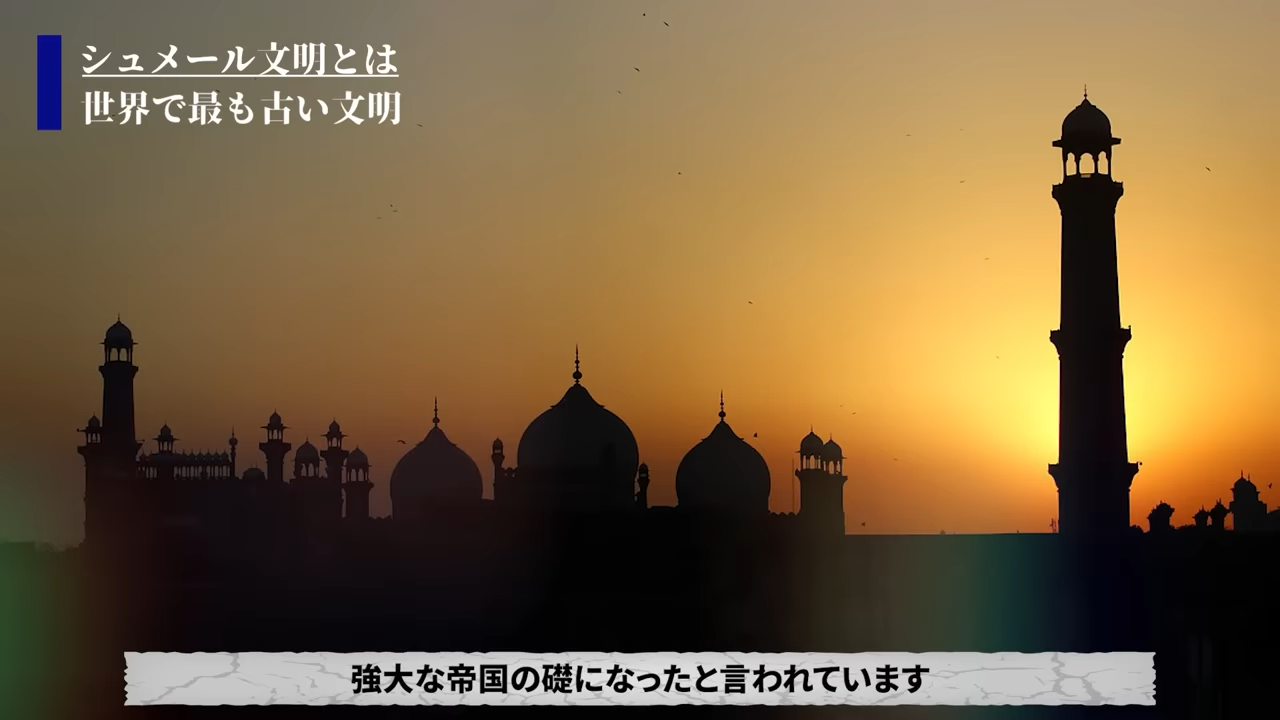 シュメール文明とは
世界で最も古い文明
強大な帝国の礎になったと言われています